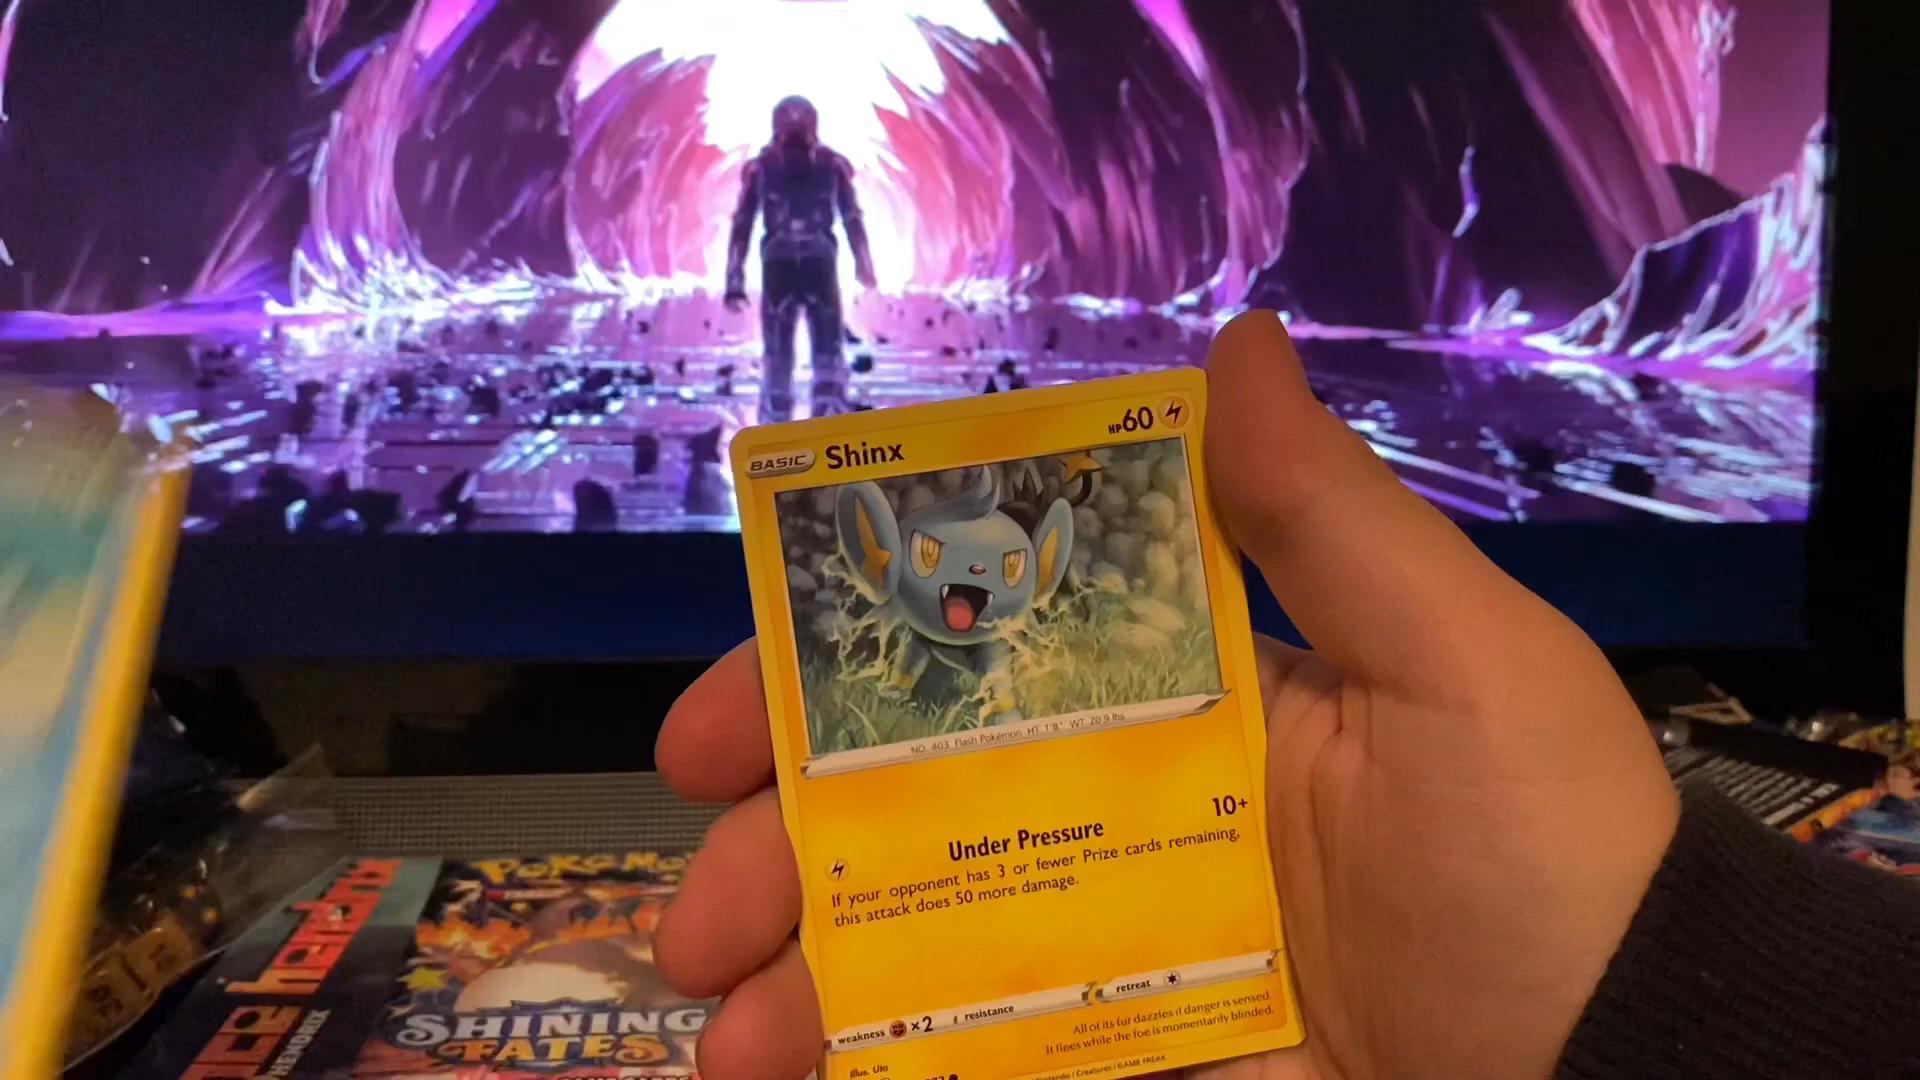 BASIC Shinx HP60
NO. 403 Flash Pokémon HT 1'8" WT 20.9 lbs
Under Pressure 10+
If your opponent has 3 or fewer Prize cards remaining,
this attack does 50 more damage.
weakness ×2 resistance retreat
All of its fur dazzles if danger is sensed.
It flees while the foe is momentarily blinded.
Illus. Uta
Nintendo / Creatures / GAME FREAK
POKéMO
SHINING
FATES
HENDRIX